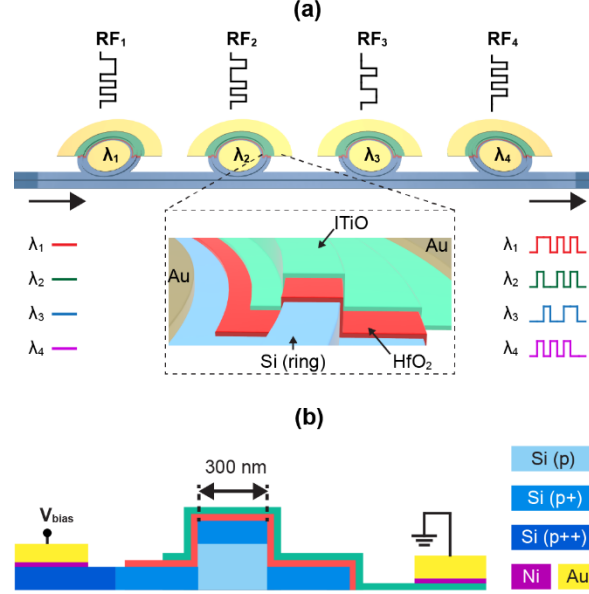 (a)
RF₁ RF₂ RF₃ RF₄
λ₁ λ₂ λ₃ λ₄
ITiO
Au Au
Si (ring) HfO₂
λ₁ λ₁
λ₂ λ₂
λ₃ λ₃
λ₄ λ₄
(b)
300 nm
Vbias
Si (p)
Si (p+)
Si (p++)
Ni Au